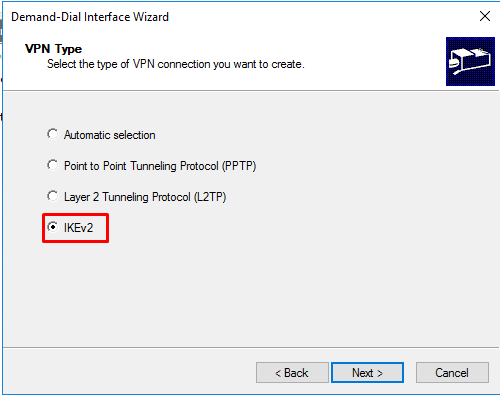 Demand-Dial Interface Wizard
VPN Type
Select the type of VPN connection you want to create.
Automatic selection
Point to Point Tunneling Protocol (PPTP)
Layer 2 Tunneling Protocol (L2TP)
IKEv2
< Back
Next >
Cancel